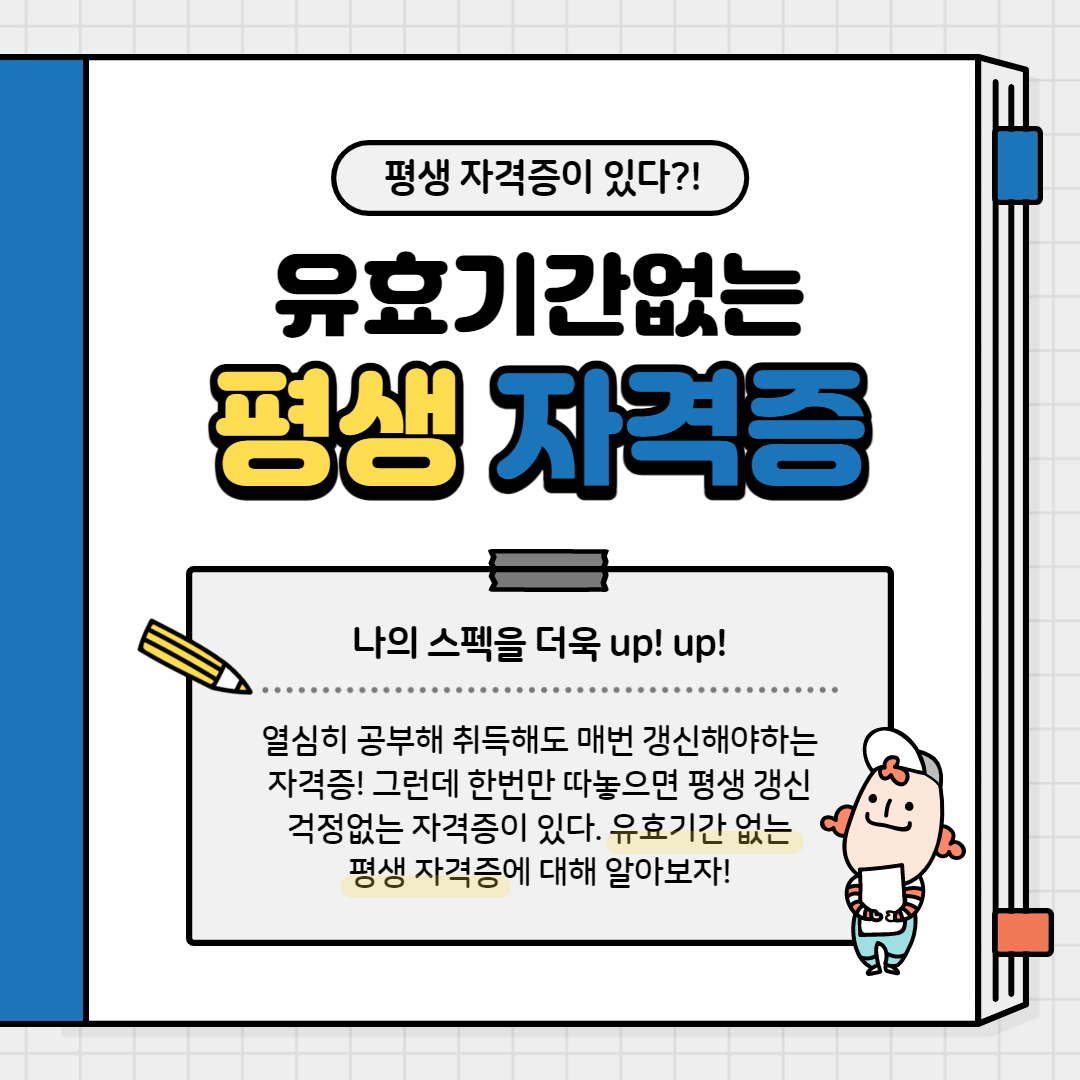 평생 자격증이 있다?!
유효기간없는
평생 자격증
나의 스펙을 더욱 up! up!
열심히 공부해 취득해도 매번 갱신해야하는
자격증! 그런데 한번만 따놓으면 평생 갱신
걱정없는 자격증이 있다. 유효기간 없는
평생 자격증에 대해 알아보자!